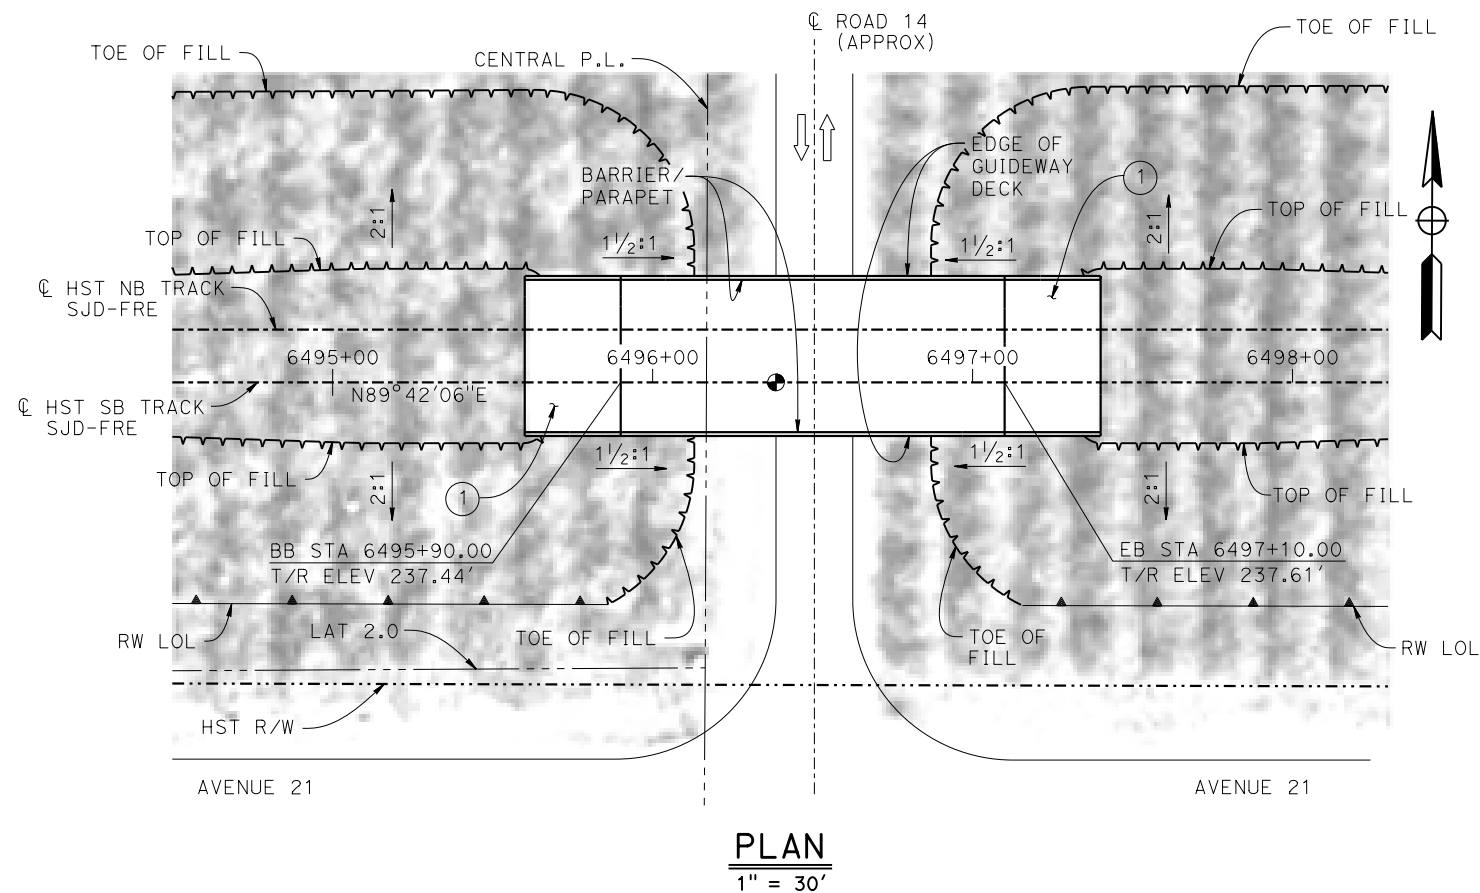 ℄ ROAD 14
(APPROX)
TOE OF FILL
TOE OF FILL
CENTRAL P.L.
EDGE OF
GUIDEWAY
DECK
BARRIER/
PARAPET
1
2:1
2:1
TOP OF FILL
TOP OF FILL
1½:1
1½:1
℄ HST NB TRACK
SJD-FRE
6495+00
6496+00
6497+00
6498+00
N89°42'06"E
℄ HST SB TRACK
SJD-FRE
1½:1
1½:1
TOP OF FILL
2:1
1
2:1
TOP OF FILL
BB STA 6495+90.00
T/R ELEV 237.44'
EB STA 6497+10.00
T/R ELEV 237.61'
RW LOL
LAT 2.0
TOE OF FILL
TOE OF
FILL
RW LOL
HST R/W
AVENUE 21
AVENUE 21
PLAN
1" = 30'